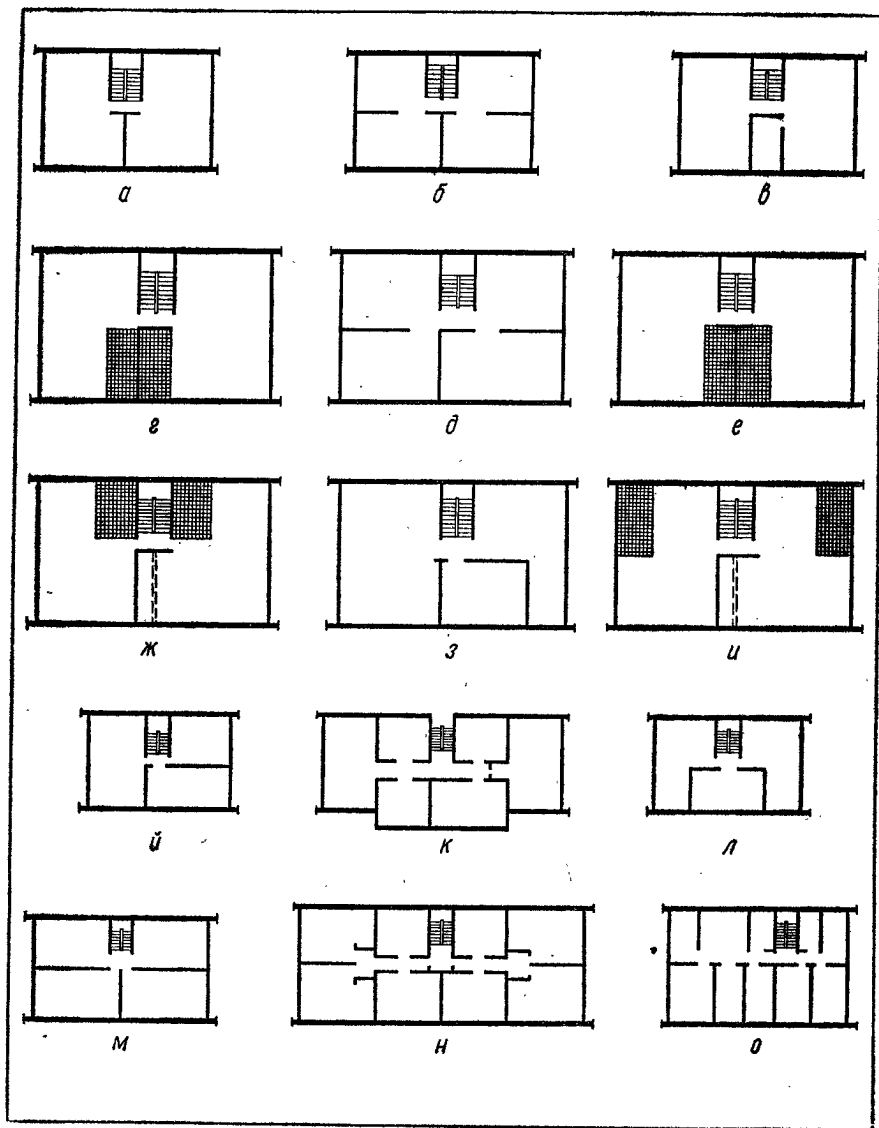 а б в
г д е
ж з и
й к л
м н о